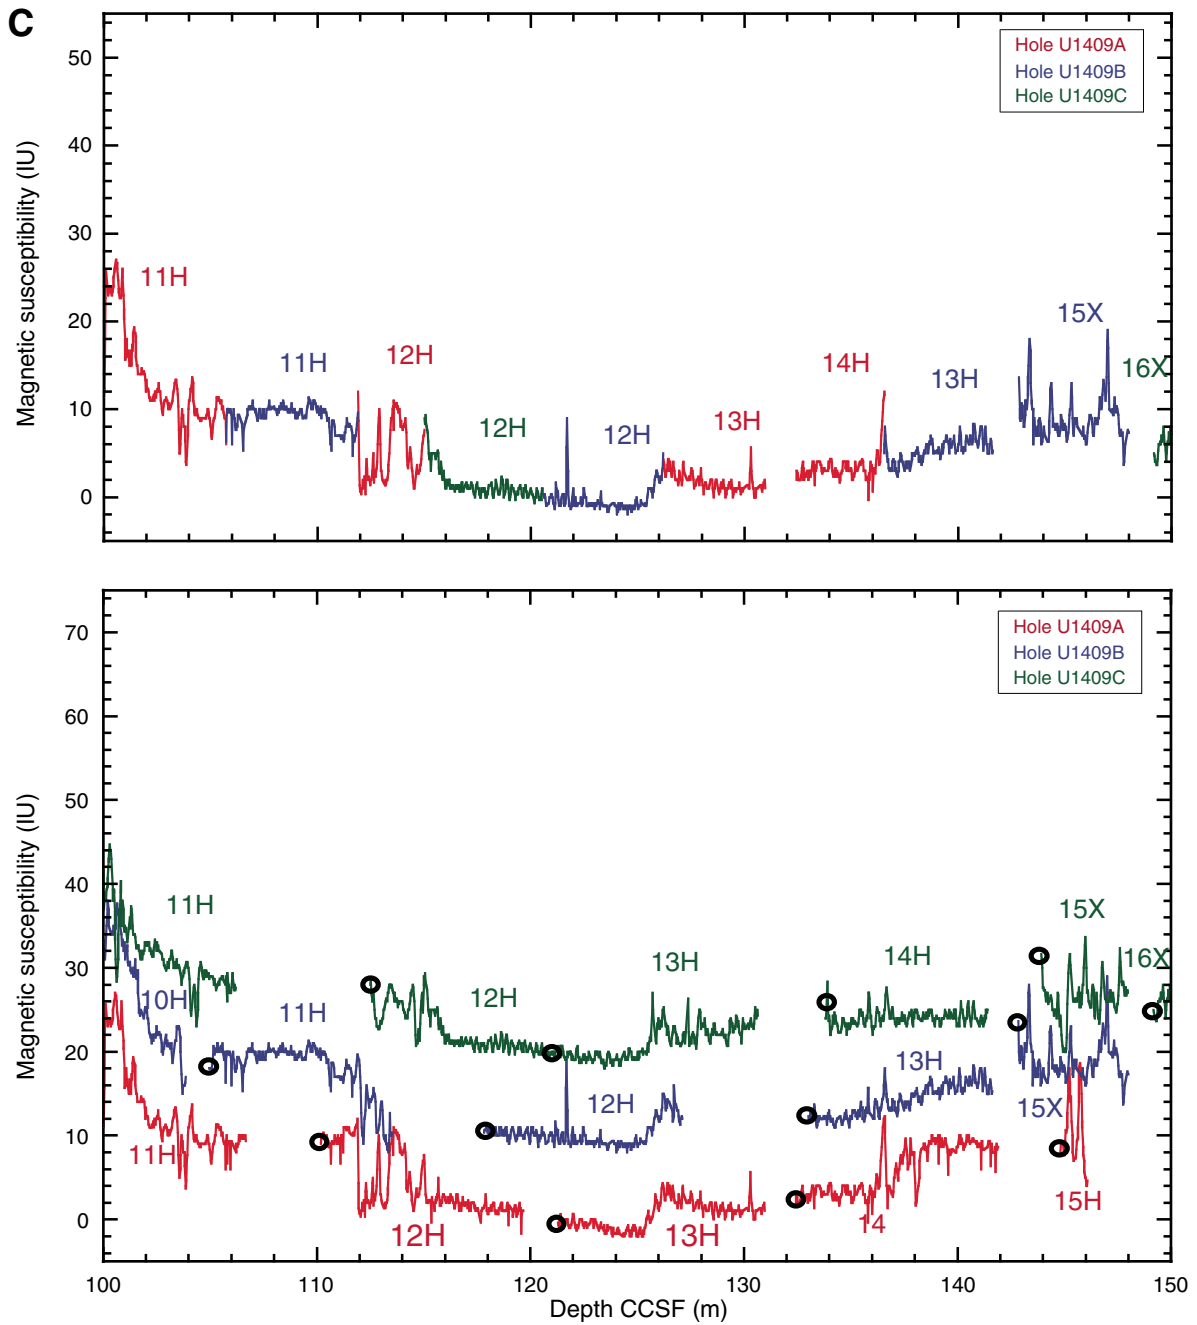 C
Magnetic susceptibility (IU)
50
40
30
20
10
0
Hole U1409A
Hole U1409B
Hole U1409C
11H
11H
12H
12H
12H
13H
14H
13H
15X
16X
Magnetic susceptibility (IU)
70
60
50
40
30
20
10
0
Hole U1409A
Hole U1409B
Hole U1409C
11H
12H
13H
14H
15X
16X
10H
11H
12H
13H
15X
11H
12H
13H
14
15H
100
110
120
130
140
150
Depth CCSF (m)